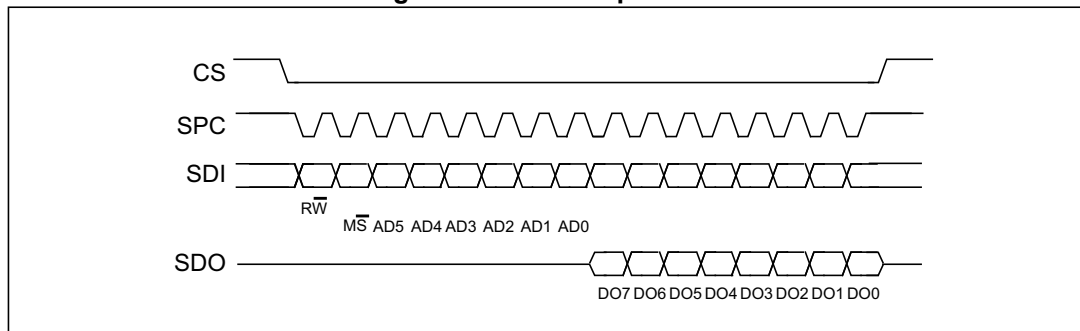 CS
SPC
SDI
RW̅
MS̅ AD5 AD4 AD3 AD2 AD1 AD0
SDO
DO7 DO6 DO5 DO4 DO3 DO2 DO1 DO0